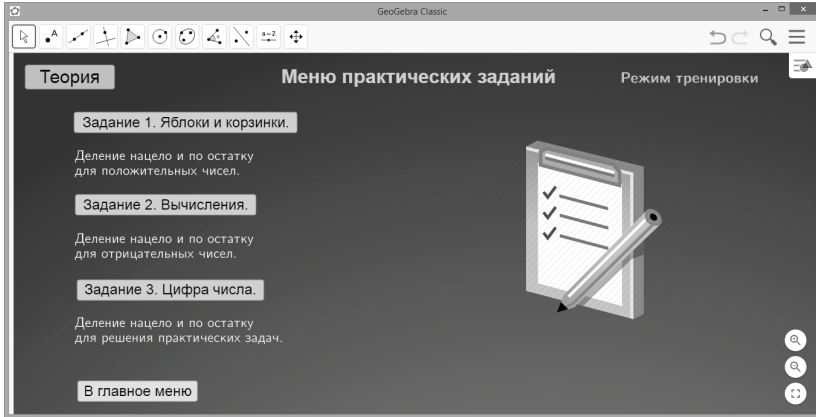 GeoGebra Classic
A
a=2
Теория
Меню практических заданий
Режим тренировки
Задание 1. Яблоки и корзинки.
Деление нацело и по остатку
для положительных чисел.
Задание 2. Вычисления.
Деление нацело и по остатку
для отрицательных чисел.
Задание 3. Цифра числа.
Деление нацело и по остатку
для решения практических задач.
В главное меню